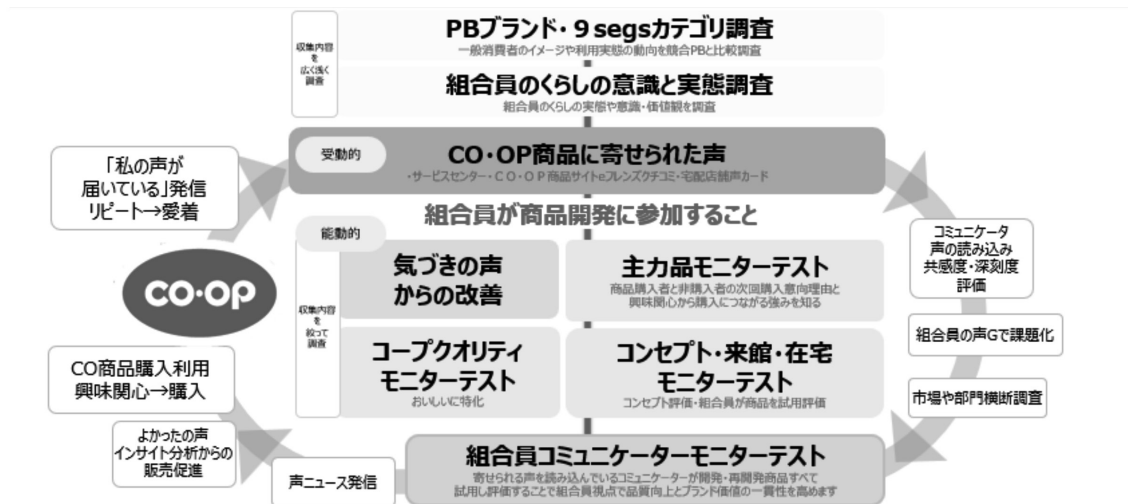 収集内容
を
広く浅く
調査
PBブランド・9 segsカテゴリ調査
一般消費者のイメージや利用実態の動向を競合PBと比較調査
組合員のくらしの意識と実態調査
組合員のくらしの実態や意識・価値観を調査
受動的
CO・OP商品に寄せられた声
・サービスセンター・CO・OP商品サイトeフレンズクチコミ・宅配店舗声カード
「私の声が
届いている」発信
リピート→愛着
組合員が商品開発に参加すること
能動的
収集内容
を
絞って
調査
気づきの声
からの改善
主力品モニターテスト
商品購入者と非購入者の次回購入意向理由と
興味関心から購入につながる強みを知る
コープクオリティ
モニターテスト
おいしいに特化
コンセプト・来館・在宅
モニターテスト
コンセプト評価・組合員が商品を試用評価
コミュニケータ
声の読み込み
共感度・深刻度
評価
組合員の声Gで課題化
市場や部門横断調査
co・op
CO商品購入利用
興味関心→購入
よかったの声
インサイト分析からの
販売促進
声ニュース発信
組合員コミュニケーターモニターテスト
寄せられる声を読み込んでいるコミュニケーターが開発・再開発商品すべて
試用し評価することで組合員視点で品質向上とブランド価値の一貫性を高めます